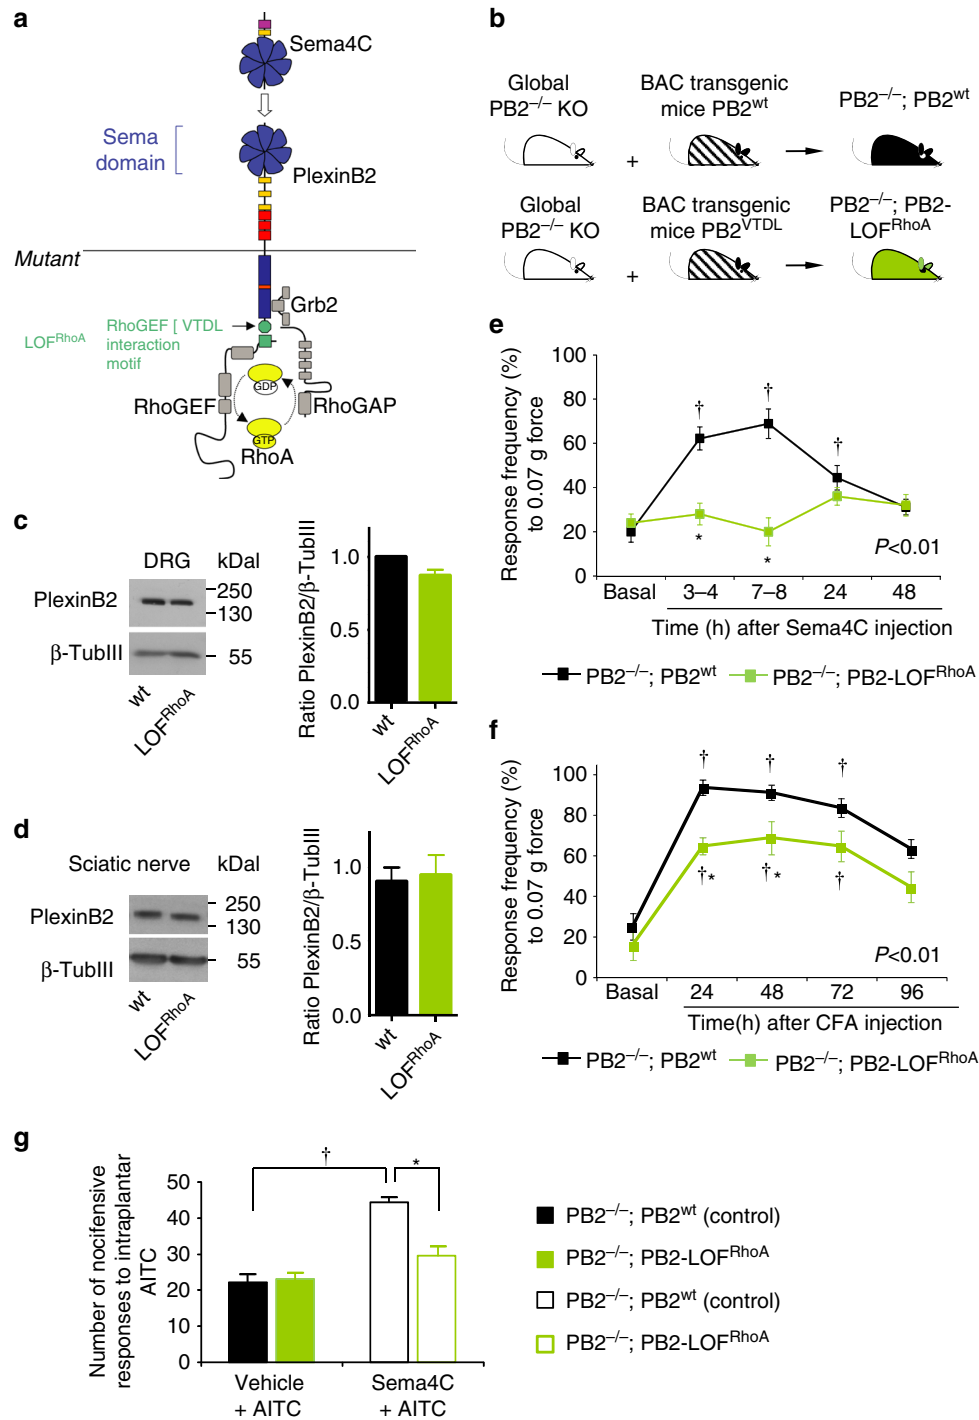 a
Sema4C
Sema
domain
PlexinB2
Mutant
Grb2
LOF^RhoA
RhoGEF [ VTDL
interaction
motif
GDP
RhoGEF
RhoGAP
GTP
RhoA
b
Global
PB2–/– KO
+
BAC transgenic
mice PB2^wt
PB2–/–; PB2^wt
Global
PB2–/– KO
+
BAC transgenic
mice PB2^VTDL
PB2–/–; PB2-
LOF^RhoA
c
DRG
kDal
PlexinB2
250
130
β-TubIII
55
wt
LOF^RhoA
Ratio PlexinB2/β-TubIII
1.0
0.5
0.0
wt
LOF^RhoA
d
Sciatic nerve
kDal
PlexinB2
250
130
β-TubIII
55
wt
LOF^RhoA
Ratio PlexinB2/β-TubIII
1.0
0.5
0.0
wt
LOF^RhoA
e
Response frequency (%)
to 0.07 g force
100
80
60
40
20
0
† † †
* *
P<0.01
Basal 3–4 7–8 24 48
Time (h) after Sema4C injection
PB2–/–; PB2^wt
PB2–/–; PB2-LOF^RhoA
f
Response frequency (%)
to 0.07 g force
100
80
60
40
20
0
† † †
†* †* †
P<0.01
Basal 24 48 72 96
Time(h) after CFA injection
PB2–/–; PB2^wt
PB2–/–; PB2-LOF^RhoA
g
Number of nocifensive
responses to intraplantar
AITC
50
40
30
20
10
0
† *
Vehicle
+ AITC
Sema4C
+ AITC
PB2–/–; PB2^wt (control)
PB2–/–; PB2-LOF^RhoA
PB2–/–; PB2^wt (control)
PB2–/–; PB2-LOF^RhoA